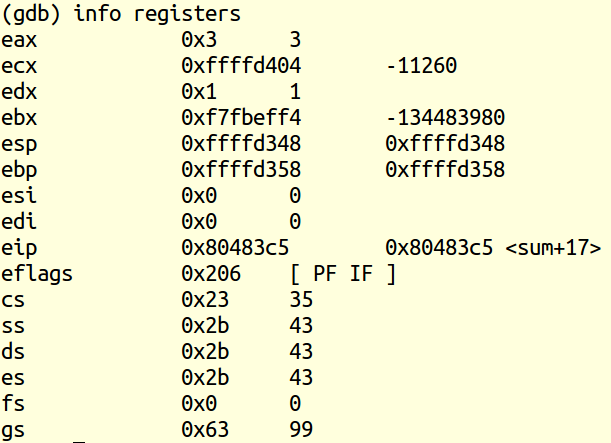 (gdb) info registers
eax 0x3 3
ecx 0xffffd404 -11260
edx 0x1 1
ebx 0xf7fbeff4 -134483980
esp 0xffffd348 0xffffd348
ebp 0xffffd358 0xffffd358
esi 0x0 0
edi 0x0 0
eip 0x80483c5 0x80483c5 <sum+17>
eflags 0x206 [ PF IF ]
cs 0x23 35
ss 0x2b 43
ds 0x2b 43
es 0x2b 43
fs 0x0 0
gs 0x63 99